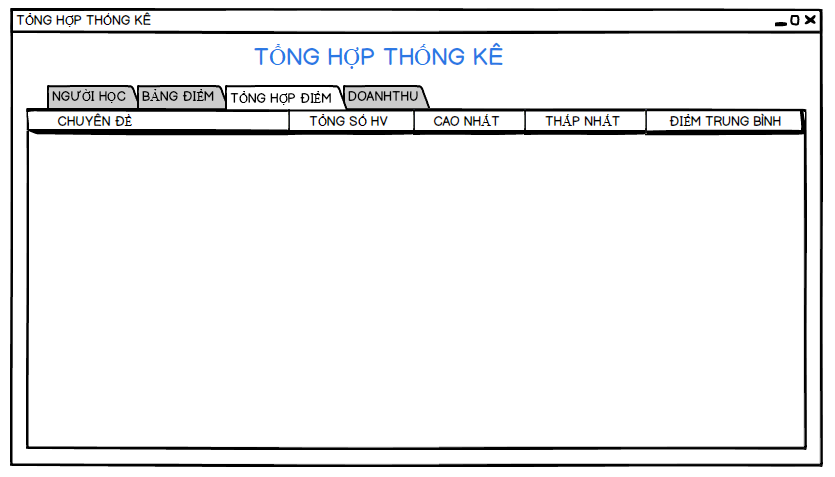 TỔNG HỢP THỐNG KÊ
TỔNG HỢP THỐNG KÊ
NGƯỜI HỌC BẢNG ĐIỂM TỔNG HỢP ĐIỂM DOANHTHU
CHUYÊN ĐỀ TỔNG SỐ HV CAO NHẤT THẤP NHẤT ĐIỂM TRUNG BÌNH